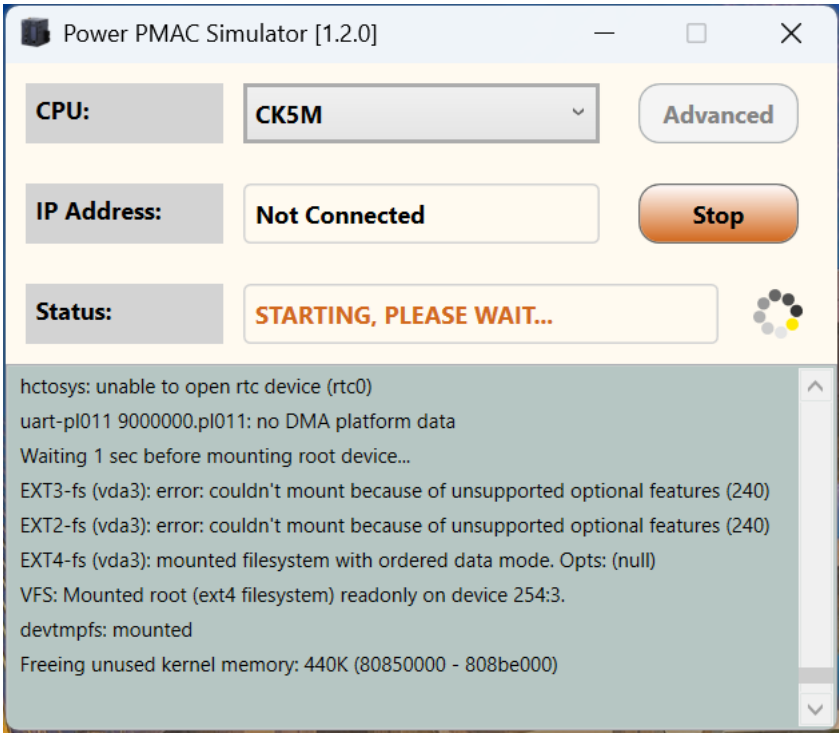 Power PMAC Simulator [1.2.0]
CPU:
CK5M
Advanced
IP Address:
Not Connected
Stop
Status:
STARTING, PLEASE WAIT...
hctosys: unable to open rtc device (rtc0)
uart-pl011 9000000.pl011: no DMA platform data
Waiting 1 sec before mounting root device...
EXT3-fs (vda3): error: couldn't mount because of unsupported optional features (240)
EXT2-fs (vda3): error: couldn't mount because of unsupported optional features (240)
EXT4-fs (vda3): mounted filesystem with ordered data mode. Opts: (null)
VFS: Mounted root (ext4 filesystem) readonly on device 254:3.
devtmpfs: mounted
Freeing unused kernel memory: 440K (80850000 - 808be000)